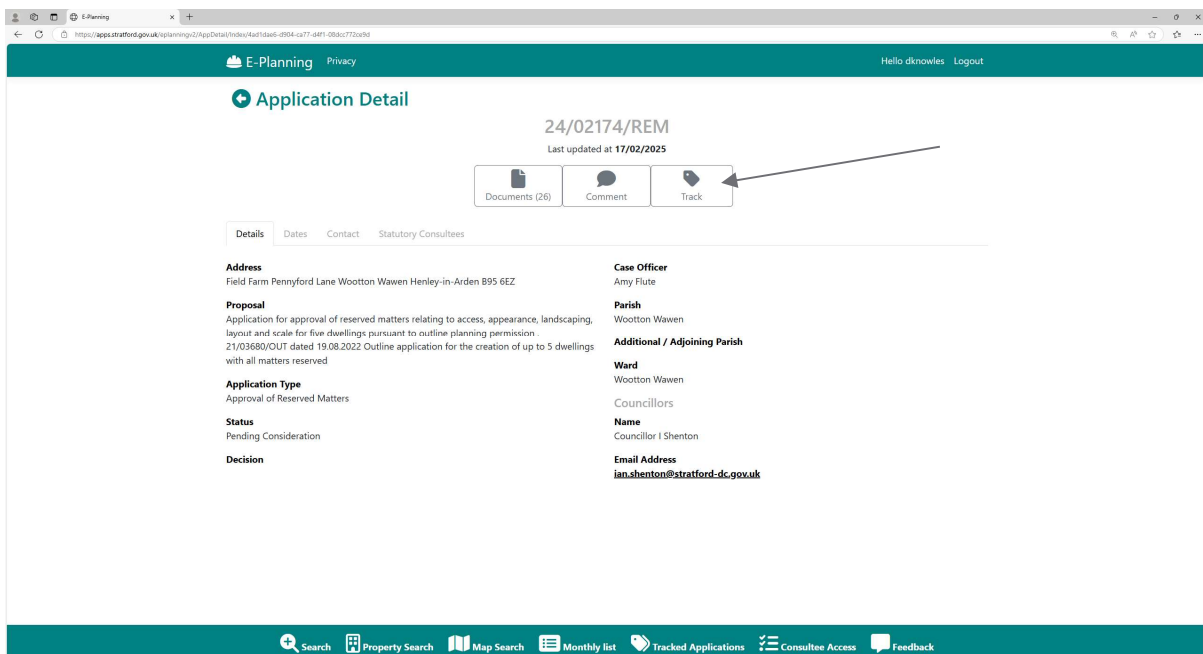 E-Planning
https://apps.stratford.gov.uk/eplanningv2/AppDetail/Index/4ad1dae6-d904-ca77-d4f1-08dcc772ce9d
E-Planning Privacy Hello dknowles Logout
Application Detail
24/02174/REM
Last updated at 17/02/2025
Documents (26) Comment Track
Details Dates Contact Statutory Consultees
Address
Field Farm Pennyford Lane Wootton Wawen Henley-in-Arden B95 6EZ
Proposal
Application for approval of reserved matters relating to access, appearance, landscaping,
layout and scale for five dwellings pursuant to outline planning permission .
21/03680/OUT dated 19.08.2022 Outline application for the creation of up to 5 dwellings
with all matters reserved
Application Type
Approval of Reserved Matters
Status
Pending Consideration
Decision
Case Officer
Amy Flute
Parish
Wootton Wawen
Additional / Adjoining Parish
Ward
Wootton Wawen
Councillors
Name
Councillor I Shenton
Email Address
ian.shenton@stratford-dc.gov.uk
Search Property Search Map Search Monthly list Tracked Applications Consultee Access Feedback